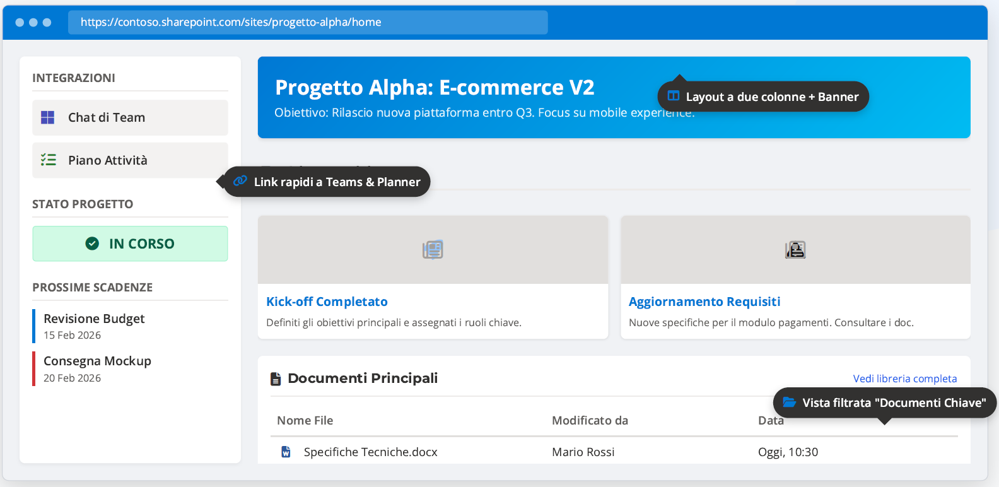 https://contoso.sharepoint.com/sites/progetto-alpha/home
INTEGRAZIONI
Chat di Team
Piano Attività
Link rapidi a Teams & Planner
STATO PROGETTO
IN CORSO
PROSSIME SCADENZE
Revisione Budget
15 Feb 2026
Consegna Mockup
20 Feb 2026
Progetto Alpha: E-commerce V2
Layout a due colonne + Banner
Obiettivo: Rilascio nuova piattaforma entro Q3. Focus su mobile experience.
Kick-off Completato
Definiti gli obiettivi principali e assegnati i ruoli chiave.
Aggiornamento Requisiti
Nuove specifiche per il modulo pagamenti. Consultare i doc.
Documenti Principali
Vedi libreria completa
Vista filtrata "Documenti Chiave"
Nome File Modificato da Data
Specifiche Tecniche.docx Mario Rossi Oggi, 10:30